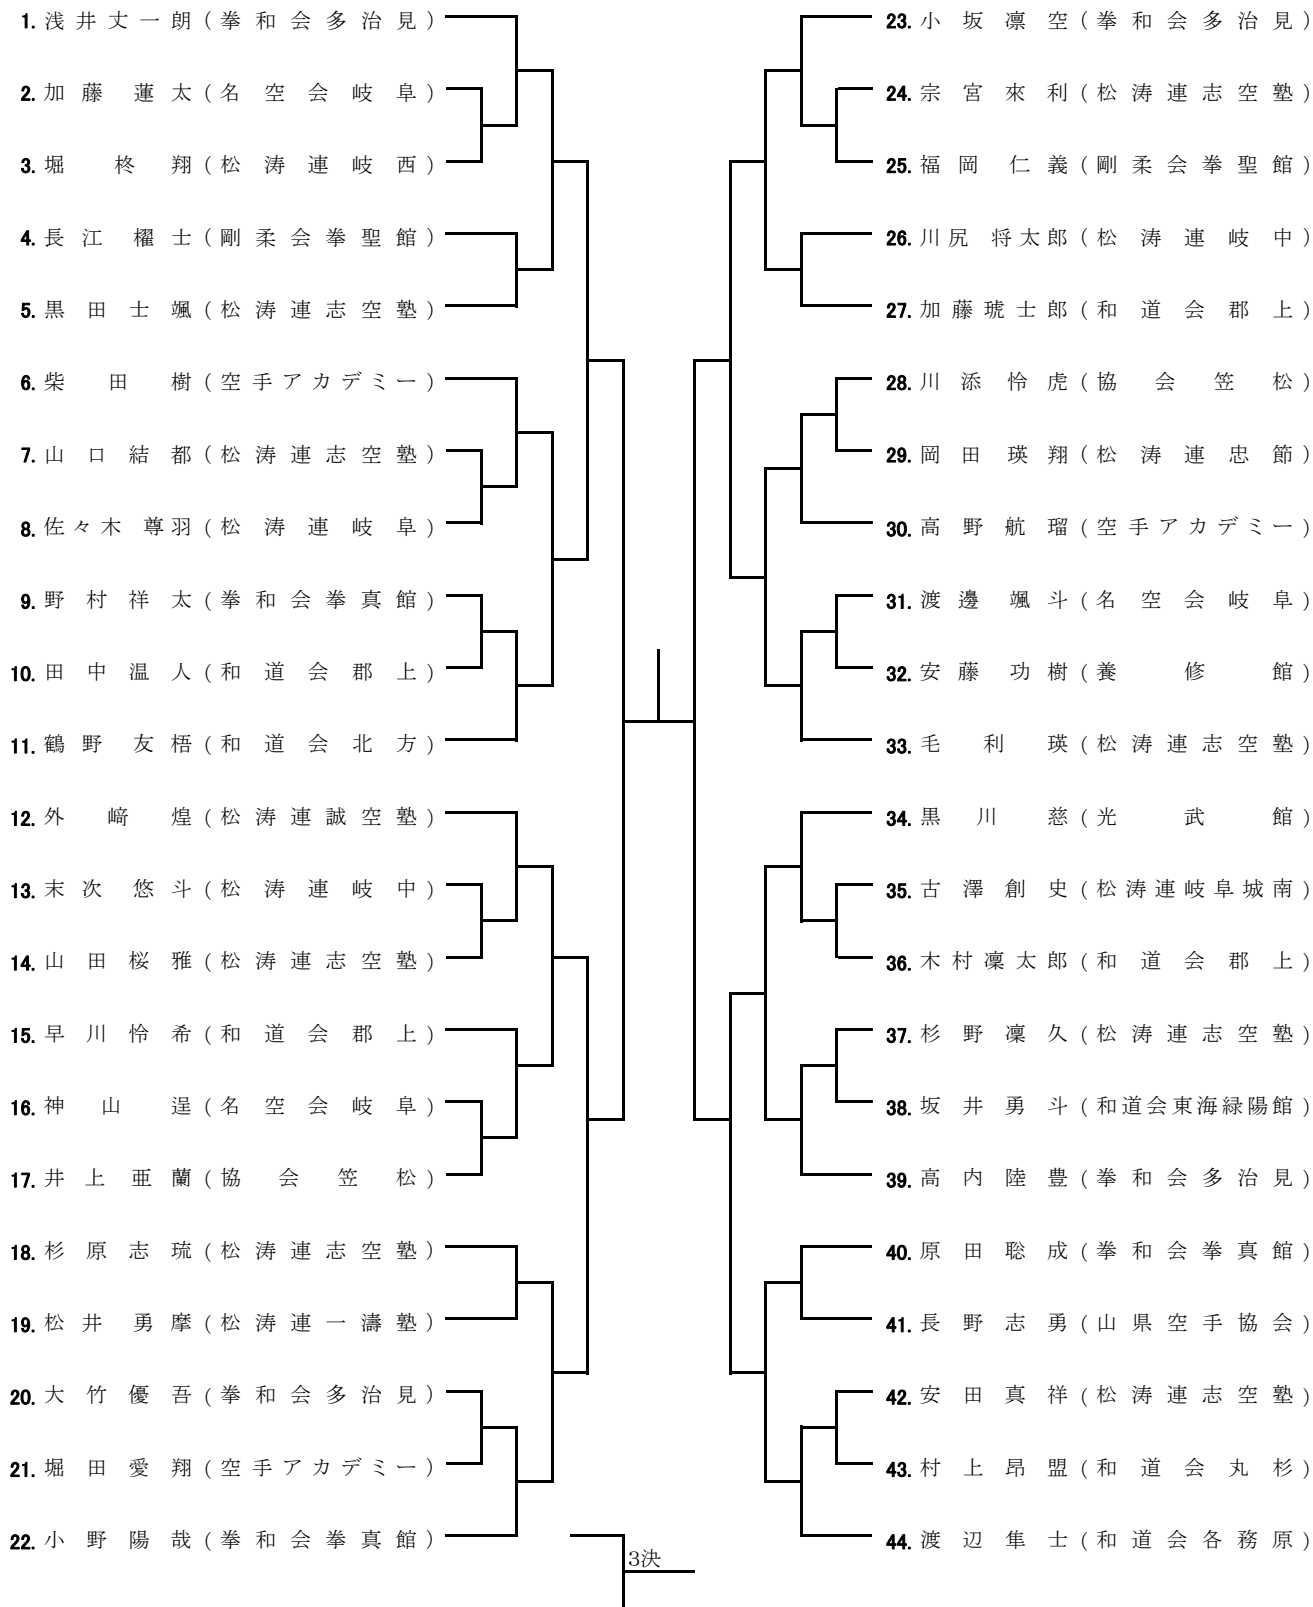 1. 浅井丈一朗 (拳和会多治見)
2. 加藤 蓮太 (名空会岐阜)
3. 堀 柊翔 (松涛連岐西)
4. 長江 櫂士 (剛柔会拳聖館)
5. 黒田士颯 (松涛連志空塾)
6. 柴田 樹 (空手アカデミー)
7. 山口結都 (松涛連志空塾)
8. 佐々木 尊羽 (松涛連岐阜)
9. 野村祥太 (拳和会拳真館)
10. 田中温人 (和道会郡上)
11. 鶴野 友梧 (和道会北方)
12. 外﨑 煌 (松涛連誠空塾)
13. 末次 悠斗 (松涛連岐中)
14. 山田桜雅 (松涛連志空塾)
15. 早川怜希 (和道会郡上)
16. 神山 逞 (名空会岐阜)
17. 井上亜蘭 (協会笠松)
18. 杉原志琉 (松涛連志空塾)
19. 松井 勇摩 (松涛連一濤塾)
20. 大竹優吾 (拳和会多治見)
21. 堀田愛翔 (空手アカデミー)
22. 小野陽哉 (拳和会拳真館)
23. 小坂 凛空 (拳和会多治見)
24. 宗宮來利 (松涛連志空塾)
25. 福岡 仁義 (剛柔会拳聖館)
26. 川尻 将太郎 (松涛連岐中)
27. 加藤琥士郎 (和道会郡上)
28. 川添怜虎 (協会笠松)
29. 岡田瑛翔 (松涛連忠節)
30. 高野航瑠 (空手アカデミー)
31. 渡邊 颯斗 (名空会岐阜)
32. 安藤 功樹 (養修館)
33. 毛利 瑛 (松涛連志空塾)
34. 黒川 慈 (光武館)
35. 古澤創史 (松涛連岐阜城南)
36. 木村凜太郎 (和道会郡上)
37. 杉野凜久 (松涛連志空塾)
38. 坂井勇斗 (和道会東海緑陽館)
39. 高内陸豊 (拳和会多治見)
40. 原田聡成 (拳和会拳真館)
41. 長野志勇 (山県空手協会)
42. 安田真祥 (松涛連志空塾)
43. 村上昂盟 (和道会丸杉)
44. 渡辺隼士 (和道会各務原)
3決